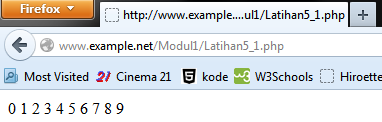 Firefox
http://www.example....ul1/Latihan5_1.php
www.example.net/Modul1/Latihan5_1.php
Most Visited Cinema 21 kode W3Schools Hiroette
0 1 2 3 4 5 6 7 8 9